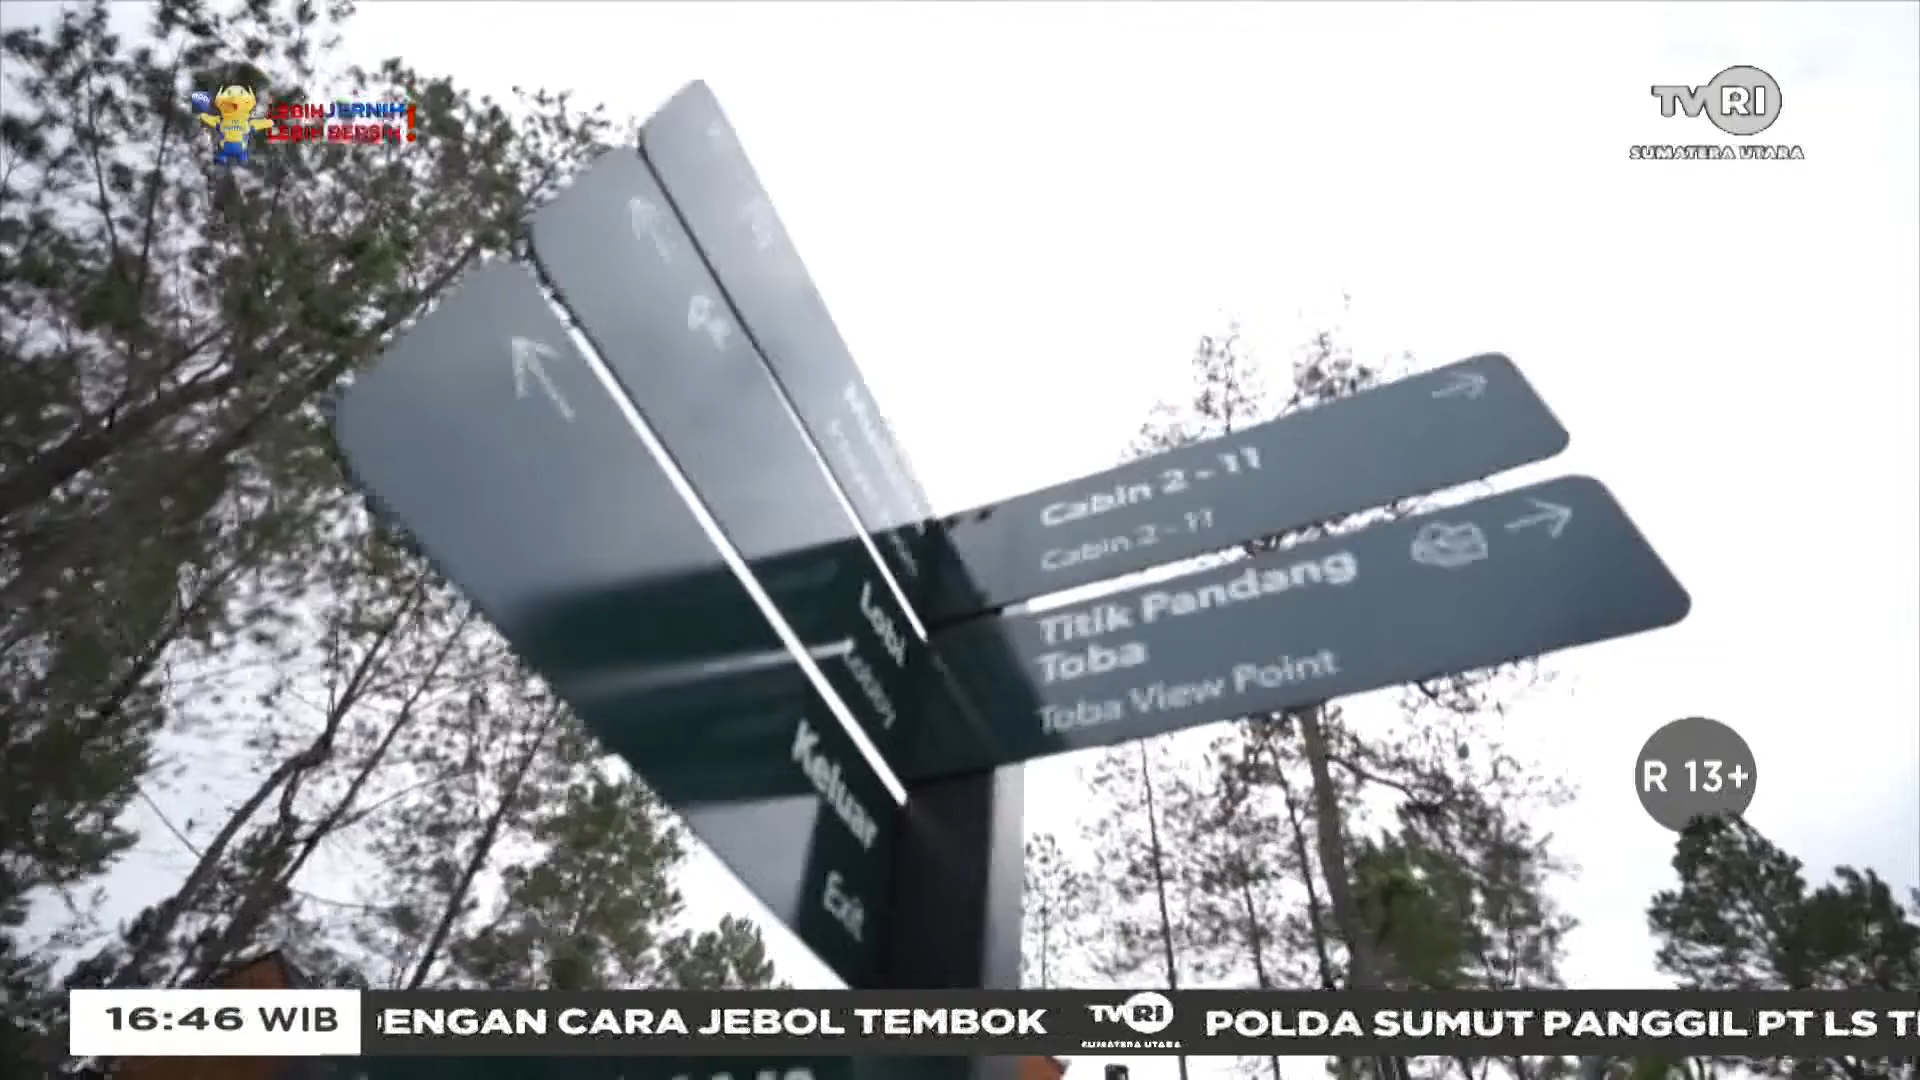 LEBIH JERNIH
LEBIH BERSIH!
TVRI
SUMATERA UTARA
Cabin 2 - 11
Cabin 2 - 11
Titik Pandang
Toba
Toba View Point
Lobi
Lobby
Keluar
Exit
R 13+
16:46 WIB
ENGAN CARA JEBOL TEMBOK
TVRI
SUMATERA UTARA
POLDA SUMUT PANGGIL PT LS T